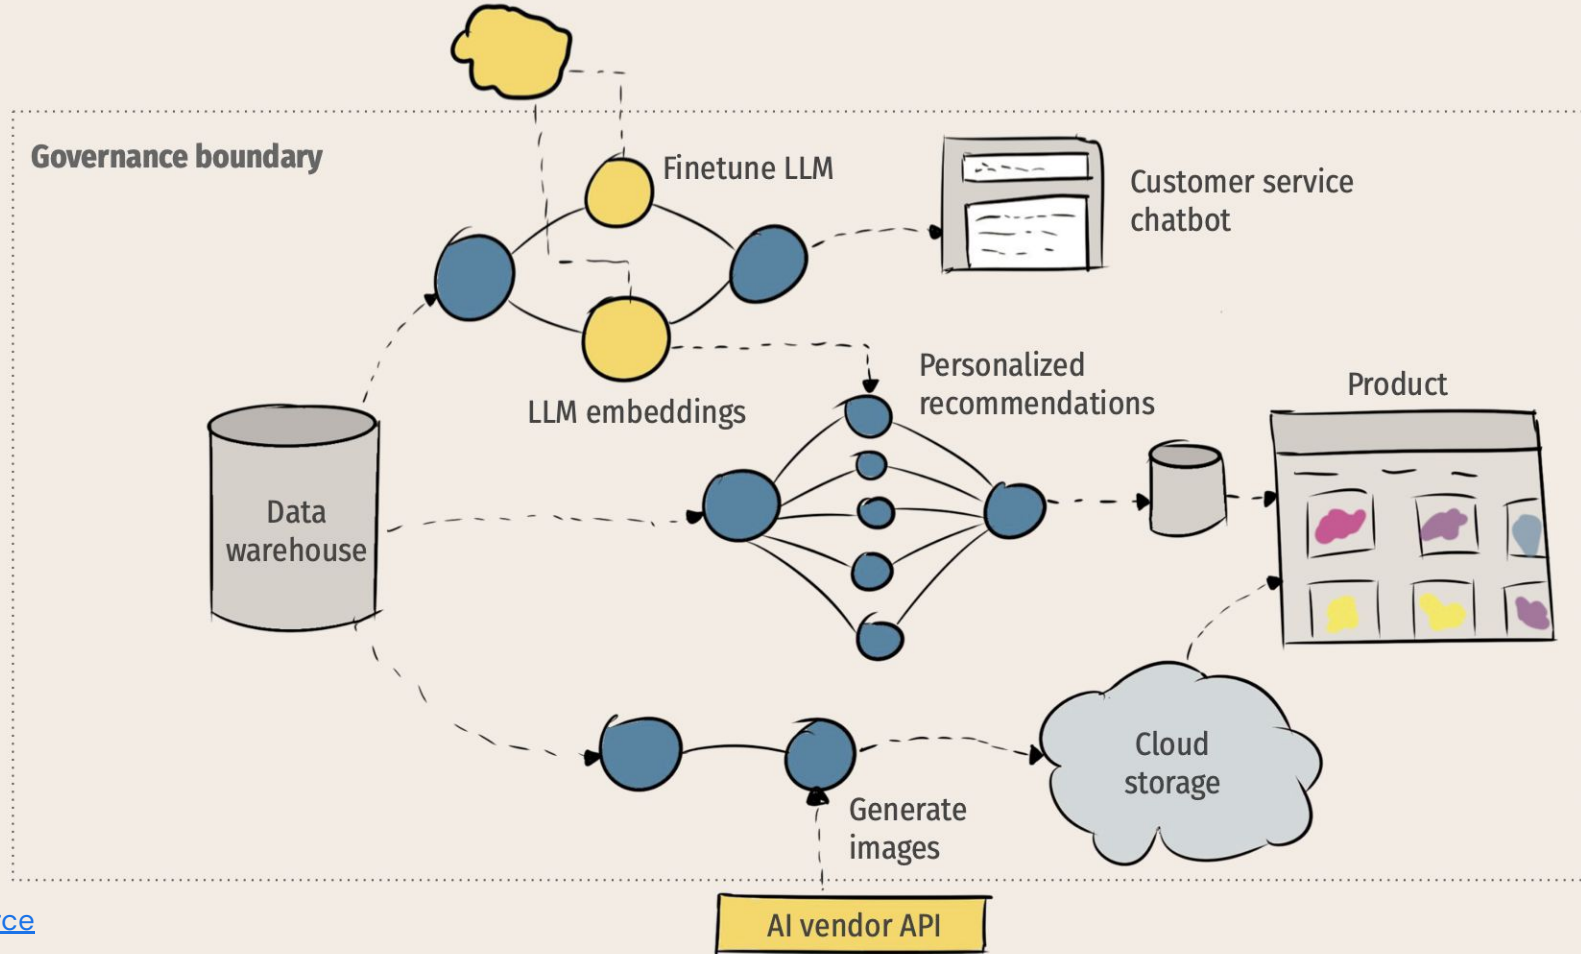 Governance boundary
Finetune LLM
Customer service
chatbot
LLM embeddings
Personalized
recommendations
Product
Data
warehouse
Cloud
storage
Generate
images
AI vendor API